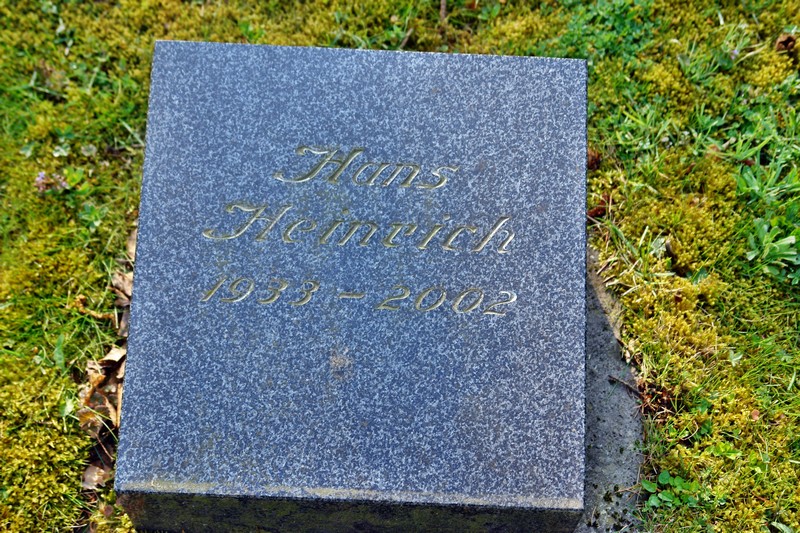 Hans
Heinrich
1933 – 2002